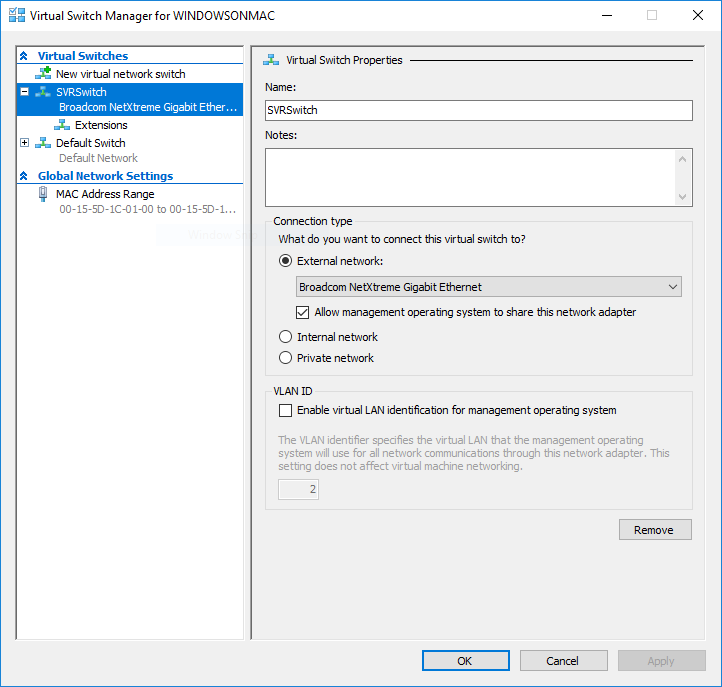 Virtual Switch Manager for WINDOWSONMAC
Virtual Switches
New virtual network switch
SVRSwitch
Broadcom NetXtreme Gigabit Ether...
Extensions
Default Switch
Default Network
Global Network Settings
MAC Address Range
00-15-5D-1C-01-00 to 00-15-5D-1...
Virtual Switch Properties
Name:
SVRSwitch
Notes:
Connection type
What do you want to connect this virtual switch to?
External network:
Broadcom NetXtreme Gigabit Ethernet
Allow management operating system to share this network adapter
Internal network
Private network
VLAN ID
Enable virtual LAN identification for management operating system
The VLAN identifier specifies the virtual LAN that the management operating
system will use for all network communications through this network adapter. This
setting does not affect virtual machine networking.
2
Remove
OK
Cancel
Apply